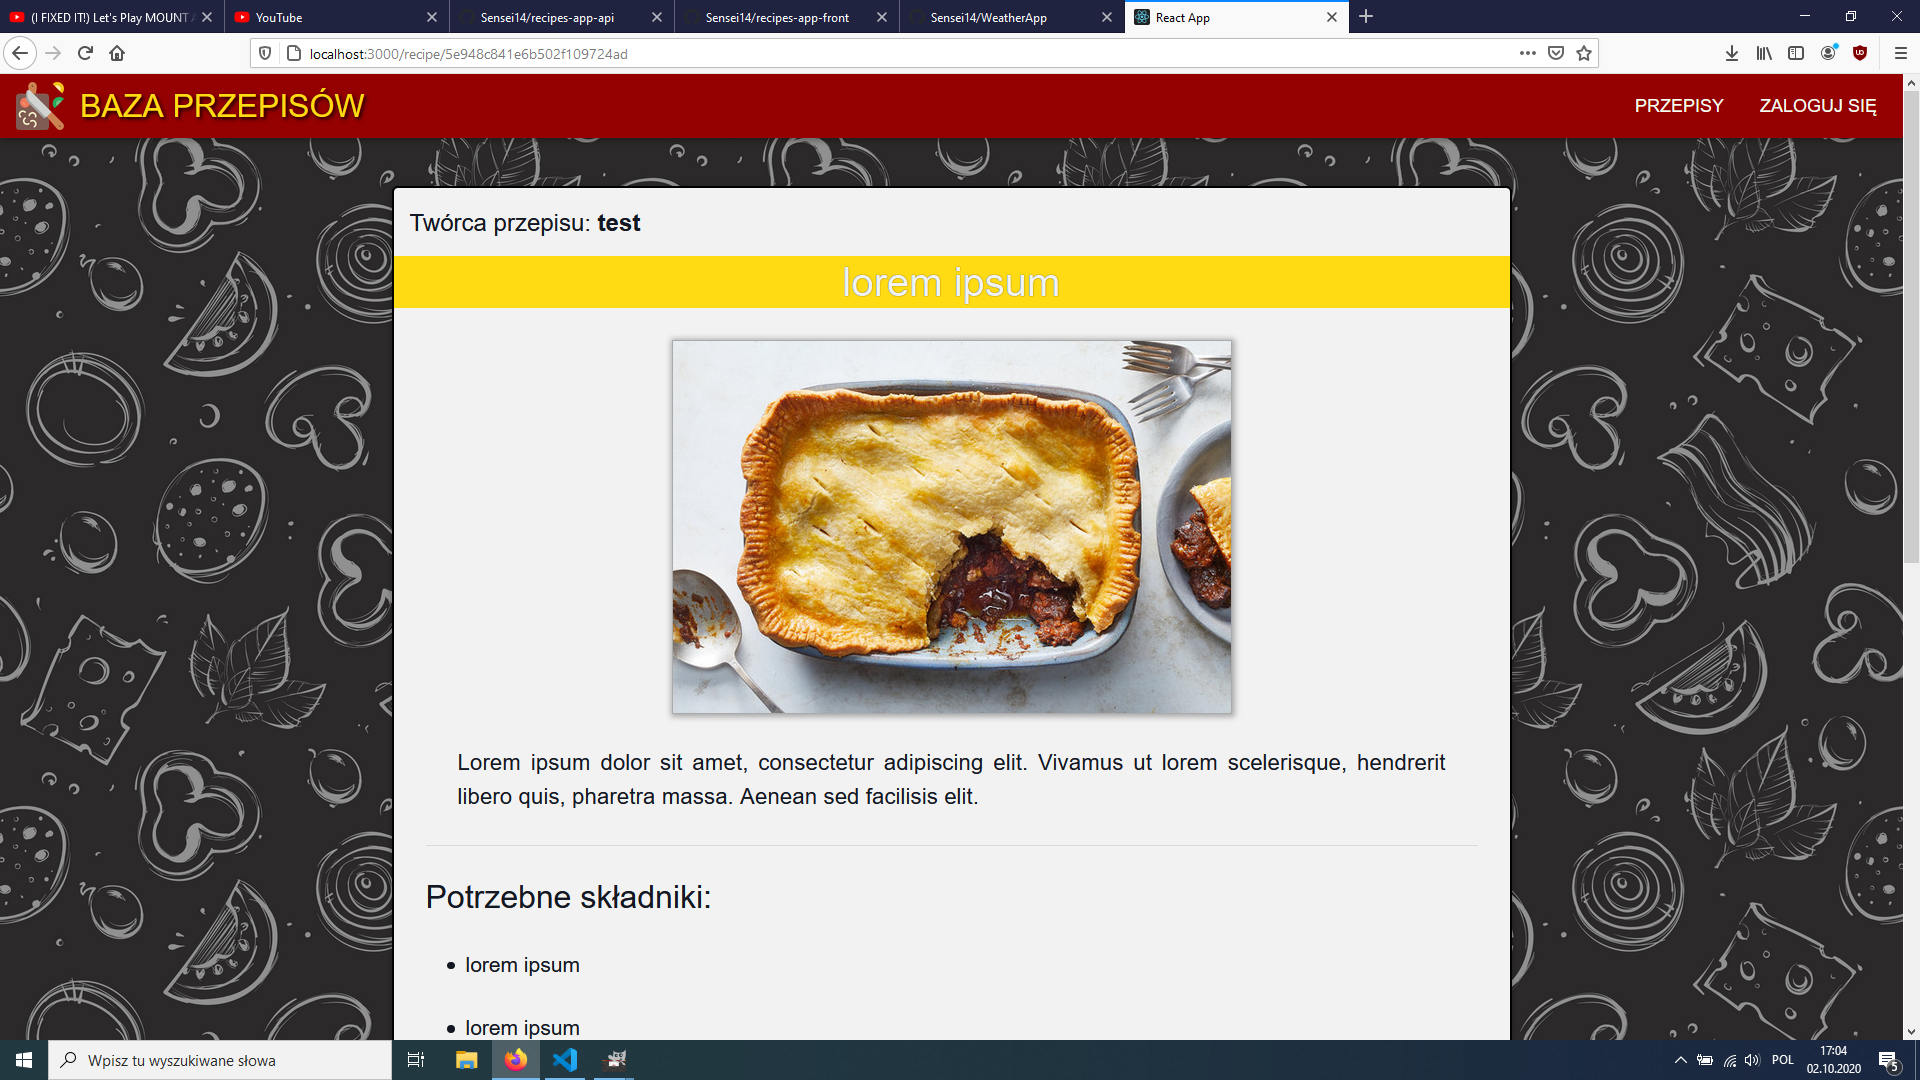 (I FIXED IT!) Let's Play MOUNT
YouTube
Sensei14/recipes-app-api
Sensei14/recipes-app-front
Sensei14/WeatherApp
React App
localhost:3000/recipe/5e948c841e6b502f109724ad
BAZA PRZEPISÓW
PRZEPISY
ZALOGUJ SIĘ
Twórca przepisu: test
lorem ipsum
Lorem ipsum dolor sit amet, consectetur adipiscing elit. Vivamus ut lorem scelerisque, hendrerit
libero quis, pharetra massa. Aenean sed facilisis elit.
Potrzebne składniki:
• lorem ipsum
• lorem ipsum
Wpisz tu wyszukiwane słowa
POL
17:04
02.10.2020
5